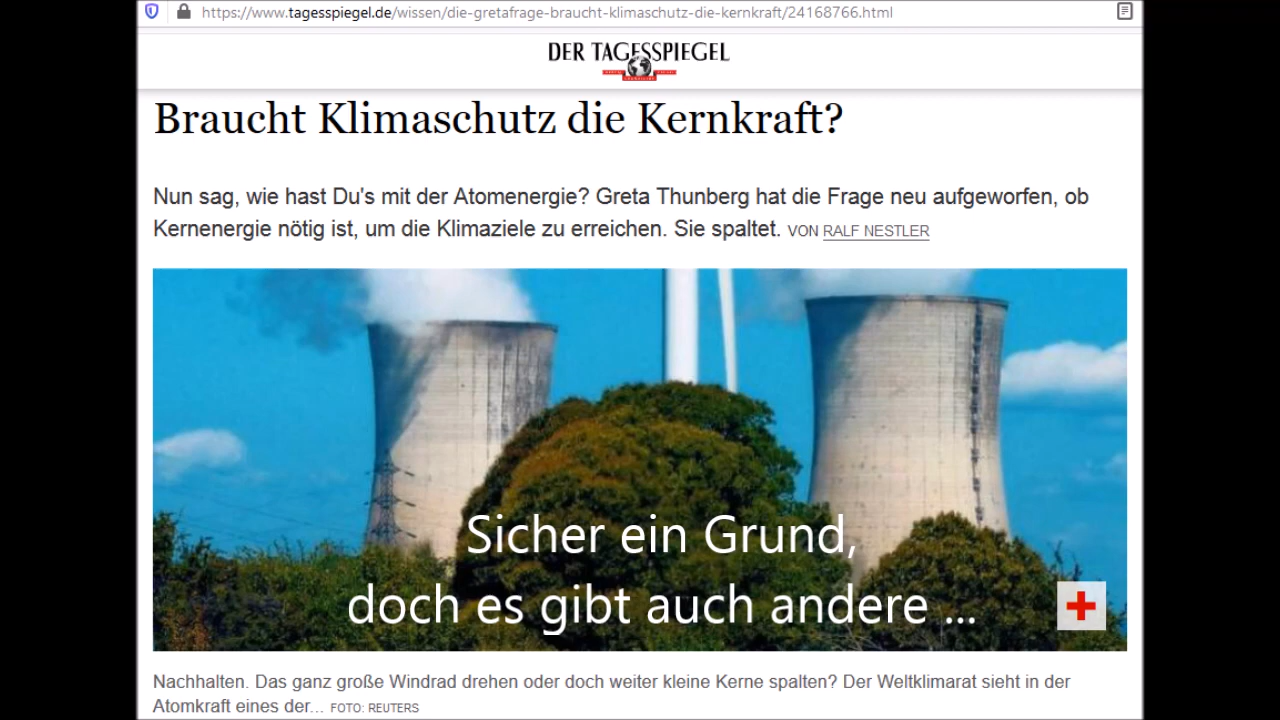 https://www.tagesspiegel.de/wissen/die-gretafrage-braucht-klimaschutz-die-kernkraft/24168766.html
DER TAGESSPIEGEL
Braucht Klimaschutz die Kernkraft?
Nun sag, wie hast Du's mit der Atomenergie? Greta Thunberg hat die Frage neu aufgeworfen, ob
Kernenergie nötig ist, um die Klimaziele zu erreichen. Sie spaltet. VON RALF NESTLER
Sicher ein Grund,
doch es gibt auch andere ...
Nachhalten. Das ganz große Windrad drehen oder doch weiter kleine Kerne spalten? Der Weltklimarat sieht in der
Atomkraft eines der... FOTO: REUTERS